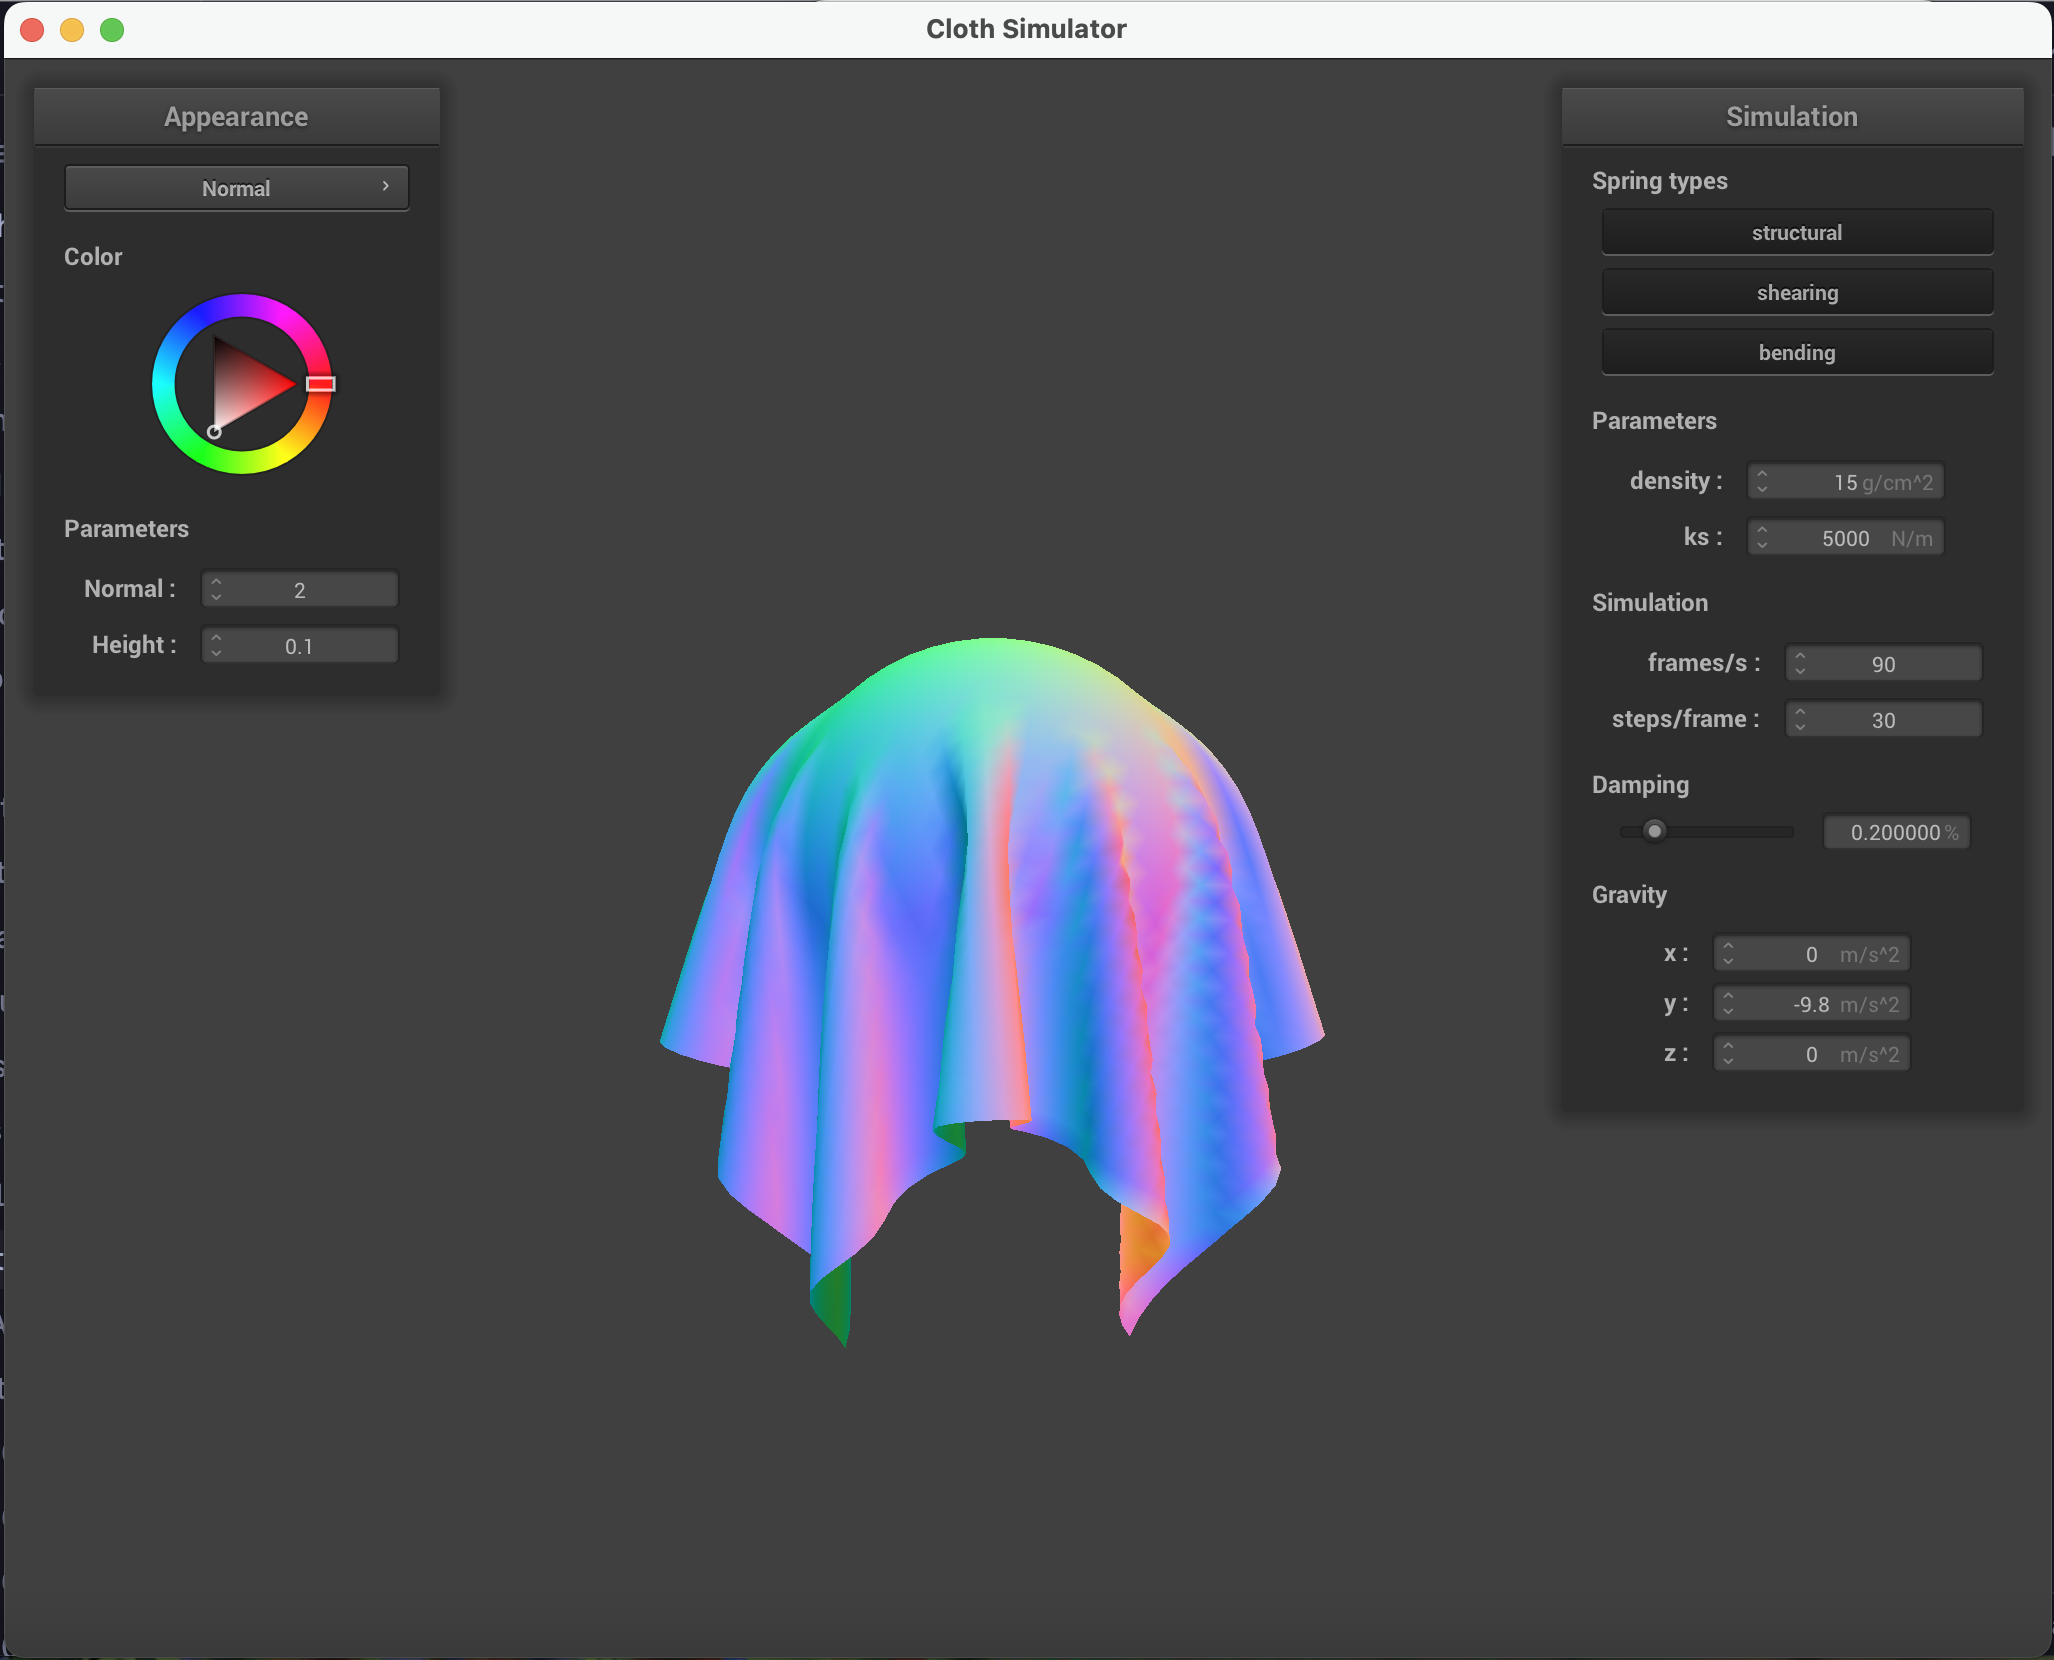 Cloth Simulator
Appearance
Normal
Color
Parameters
Normal : 2
Height : 0.1
Simulation
Spring types
structural
shearing
bending
Parameters
density : 15 g/cm^2
ks : 5000 N/m
Simulation
frames/s : 90
steps/frame : 30
Damping
0.200000 %
Gravity
x : 0 m/s^2
y : -9.8 m/s^2
z : 0 m/s^2